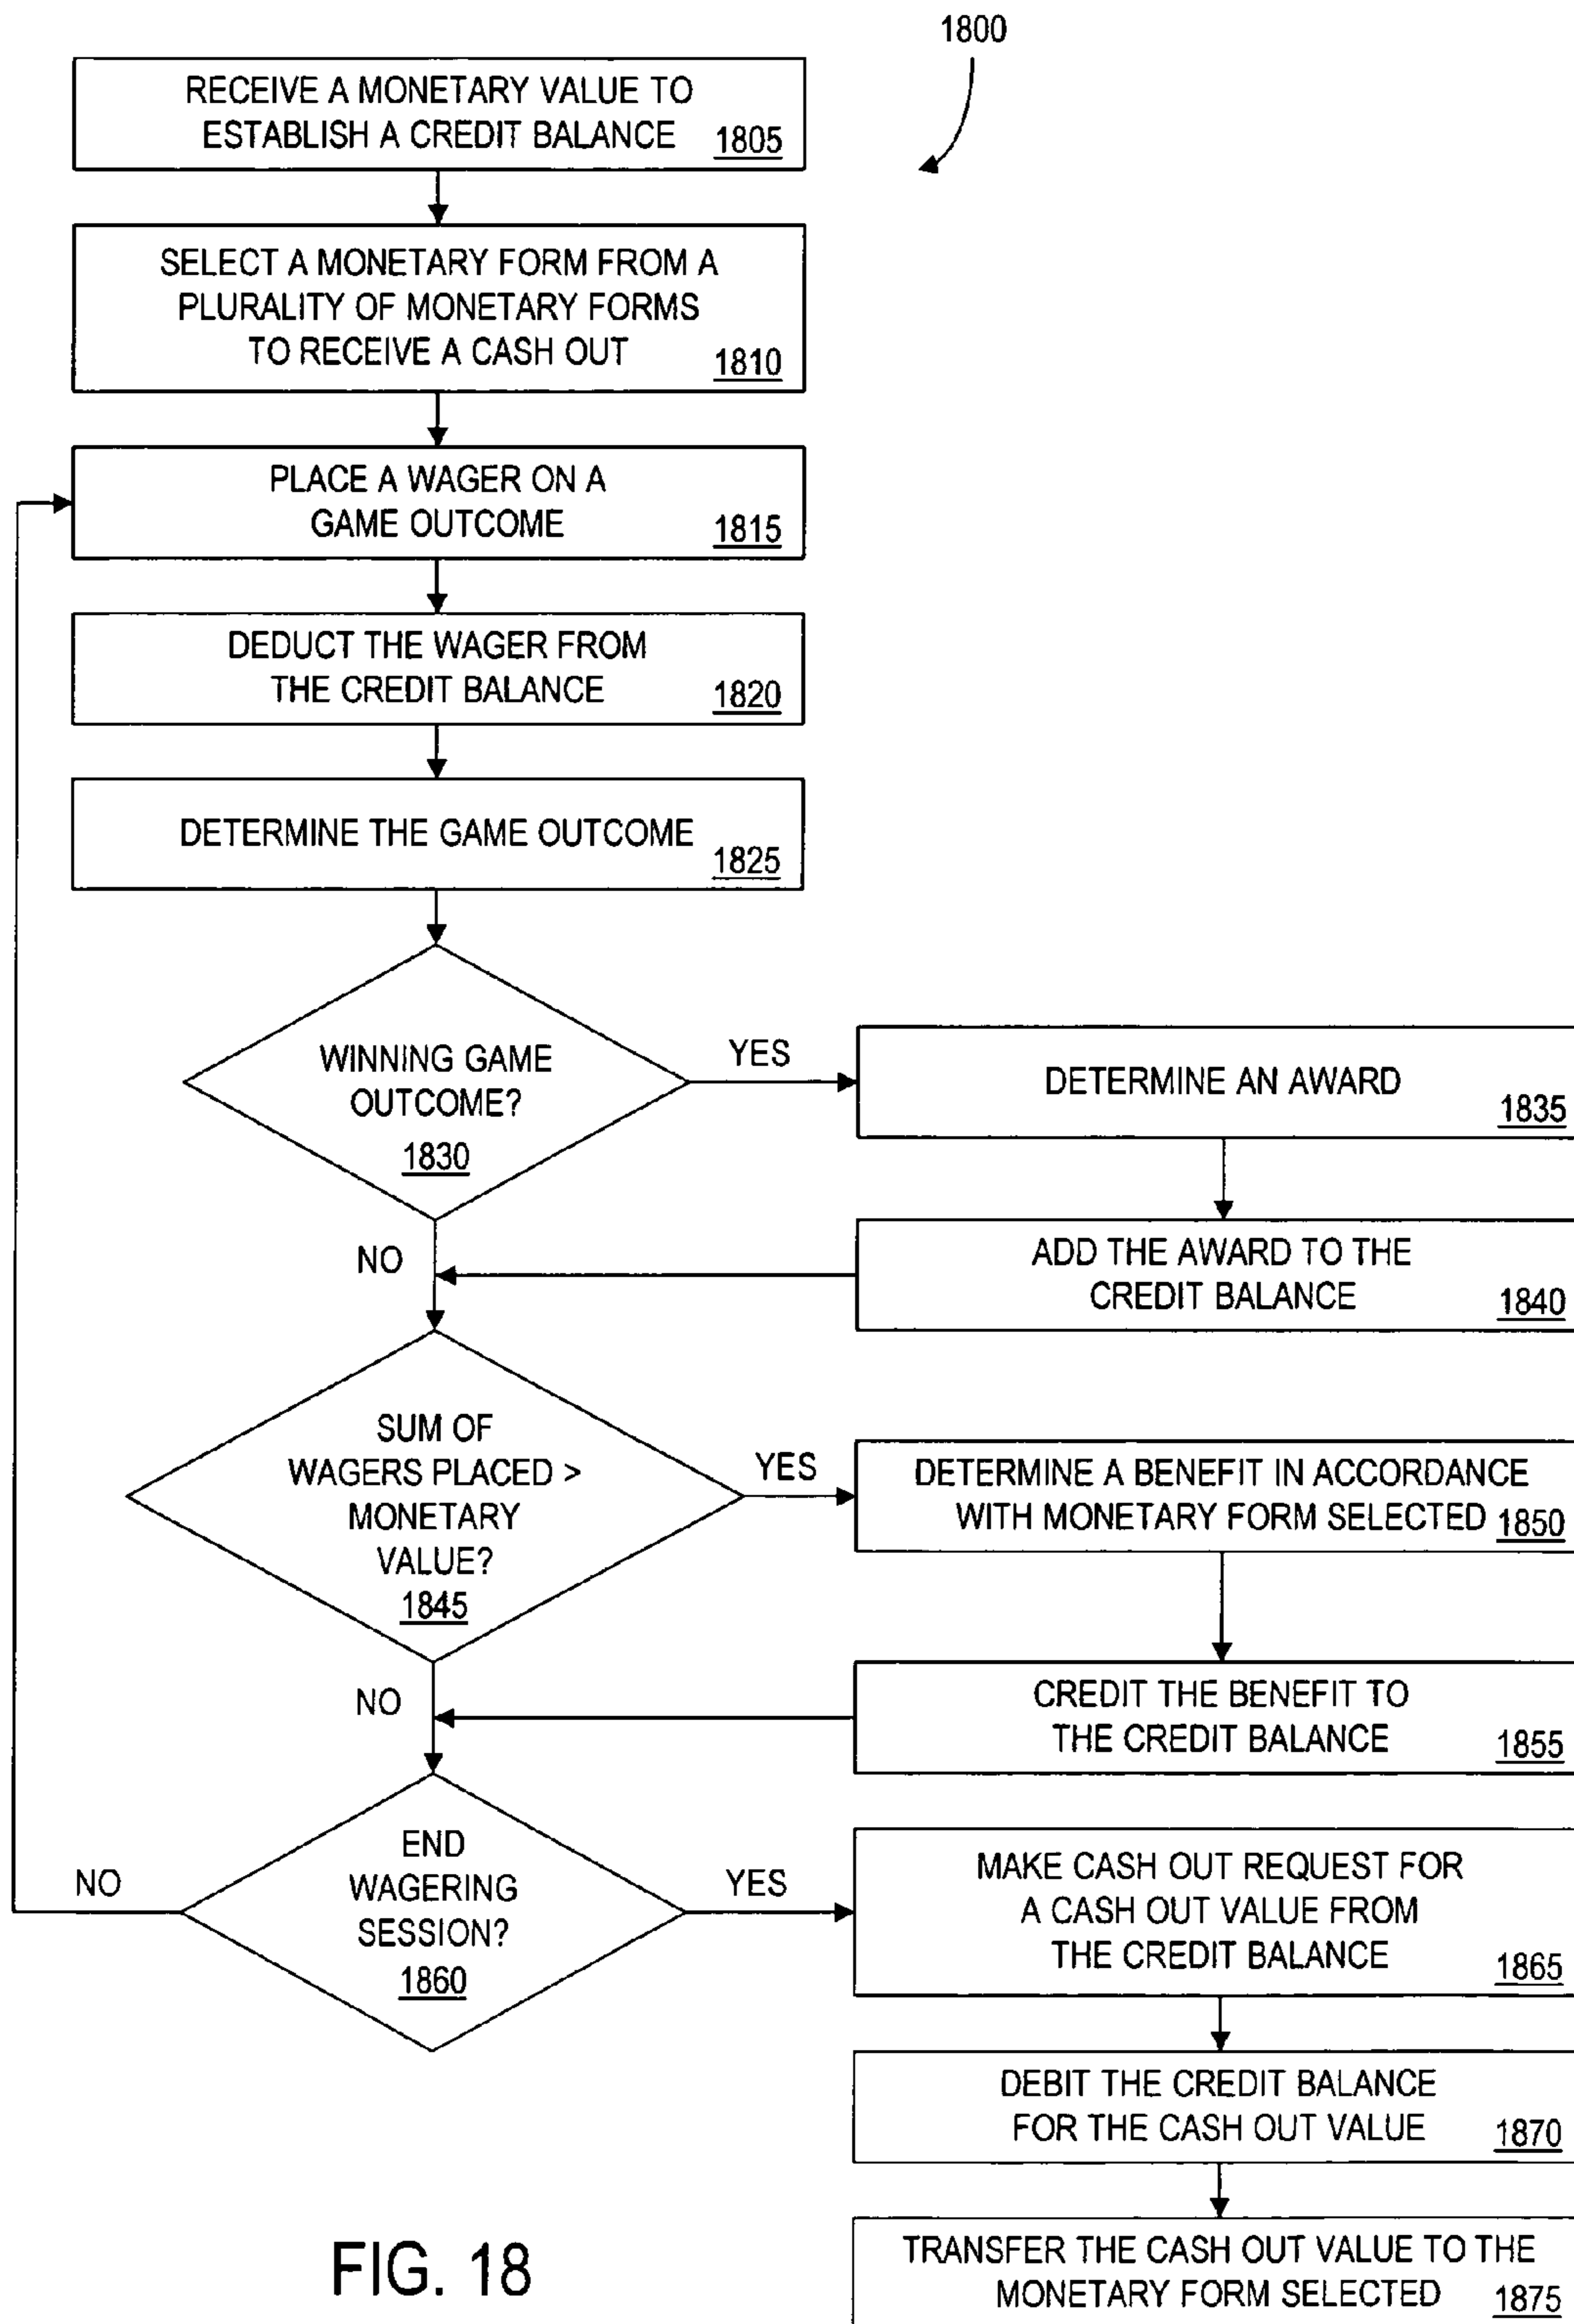 1800
RECEIVE A MONETARY VALUE TO
ESTABLISH A CREDIT BALANCE 1805
SELECT A MONETARY FORM FROM A
PLURALITY OF MONETARY FORMS
TO RECEIVE A CASH OUT 1810
PLACE A WAGER ON A
GAME OUTCOME 1815
DEDUCT THE WAGER FROM
THE CREDIT BALANCE 1820
DETERMINE THE GAME OUTCOME
1825
WINNING GAME
OUTCOME?
1830
YES
DETERMINE AN AWARD
1835
NO
ADD THE AWARD TO THE
CREDIT BALANCE 1840
SUM OF
WAGERS PLACED >
MONETARY
VALUE?
1845
YES
DETERMINE A BENEFIT IN ACCORDANCE
WITH MONETARY FORM SELECTED 1850
NO
CREDIT THE BENEFIT TO
THE CREDIT BALANCE 1855
END
WAGERING
SESSION?
1860
NO
YES
MAKE CASH OUT REQUEST FOR
A CASH OUT VALUE FROM
THE CREDIT BALANCE 1865
DEBIT THE CREDIT BALANCE
FOR THE CASH OUT VALUE 1870
TRANSFER THE CASH OUT VALUE TO THE
MONETARY FORM SELECTED 1875
FIG. 18